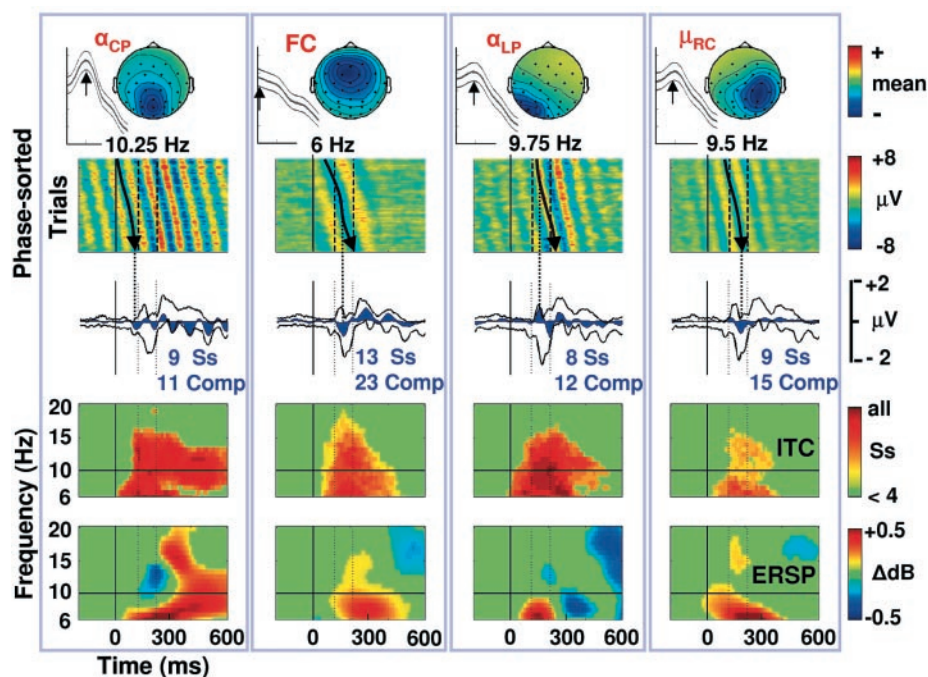 αCP
FC
αLP
μRC
+
mean
-
10.25 Hz
6 Hz
9.75 Hz
9.5 Hz
Phase-sorted
Trials
+8
μV
-8
+2
μV
- 2
9 Ss
11 Comp
13 Ss
23 Comp
8 Ss
12 Comp
9 Ss
15 Comp
Frequency (Hz)
20
15
10
6
ITC
all
Ss
< 4
20
15
10
6
ERSP
+0.5
ΔdB
-0.5
0 300 600
0 300 600
0 300 600
0 300 600
Time (ms)